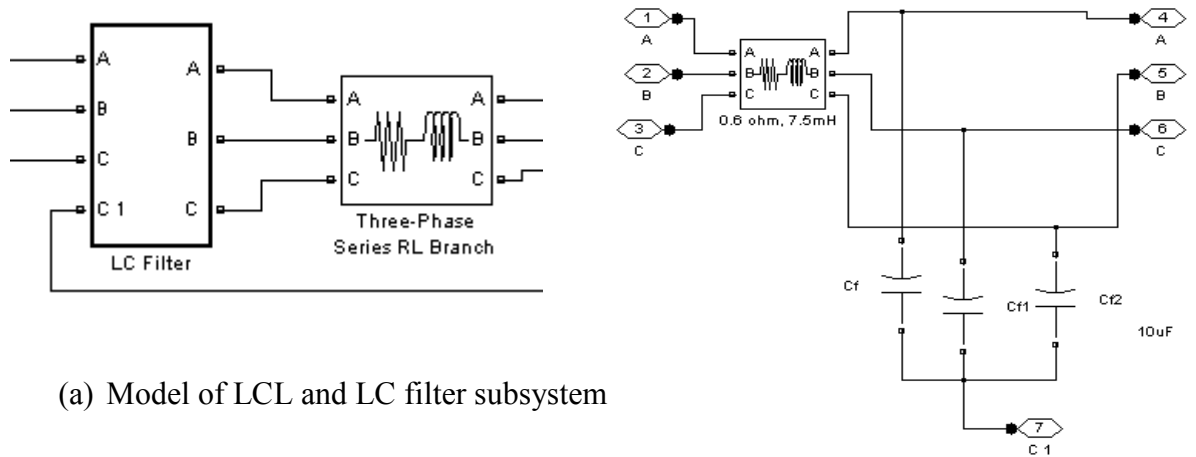 A
B
C
C 1
A
B
C
LC Filter
A
B
C
A
B
C
Three-Phase
Series RL Branch
1
A
2
B
3
C
A
B
C
A
B
C
0.6 ohm, 7.5mH
4
A
5
B
6
C
Cf
Cf1
Cf2
10uF
7
C 1
(a) Model of LCL and LC filter subsystem